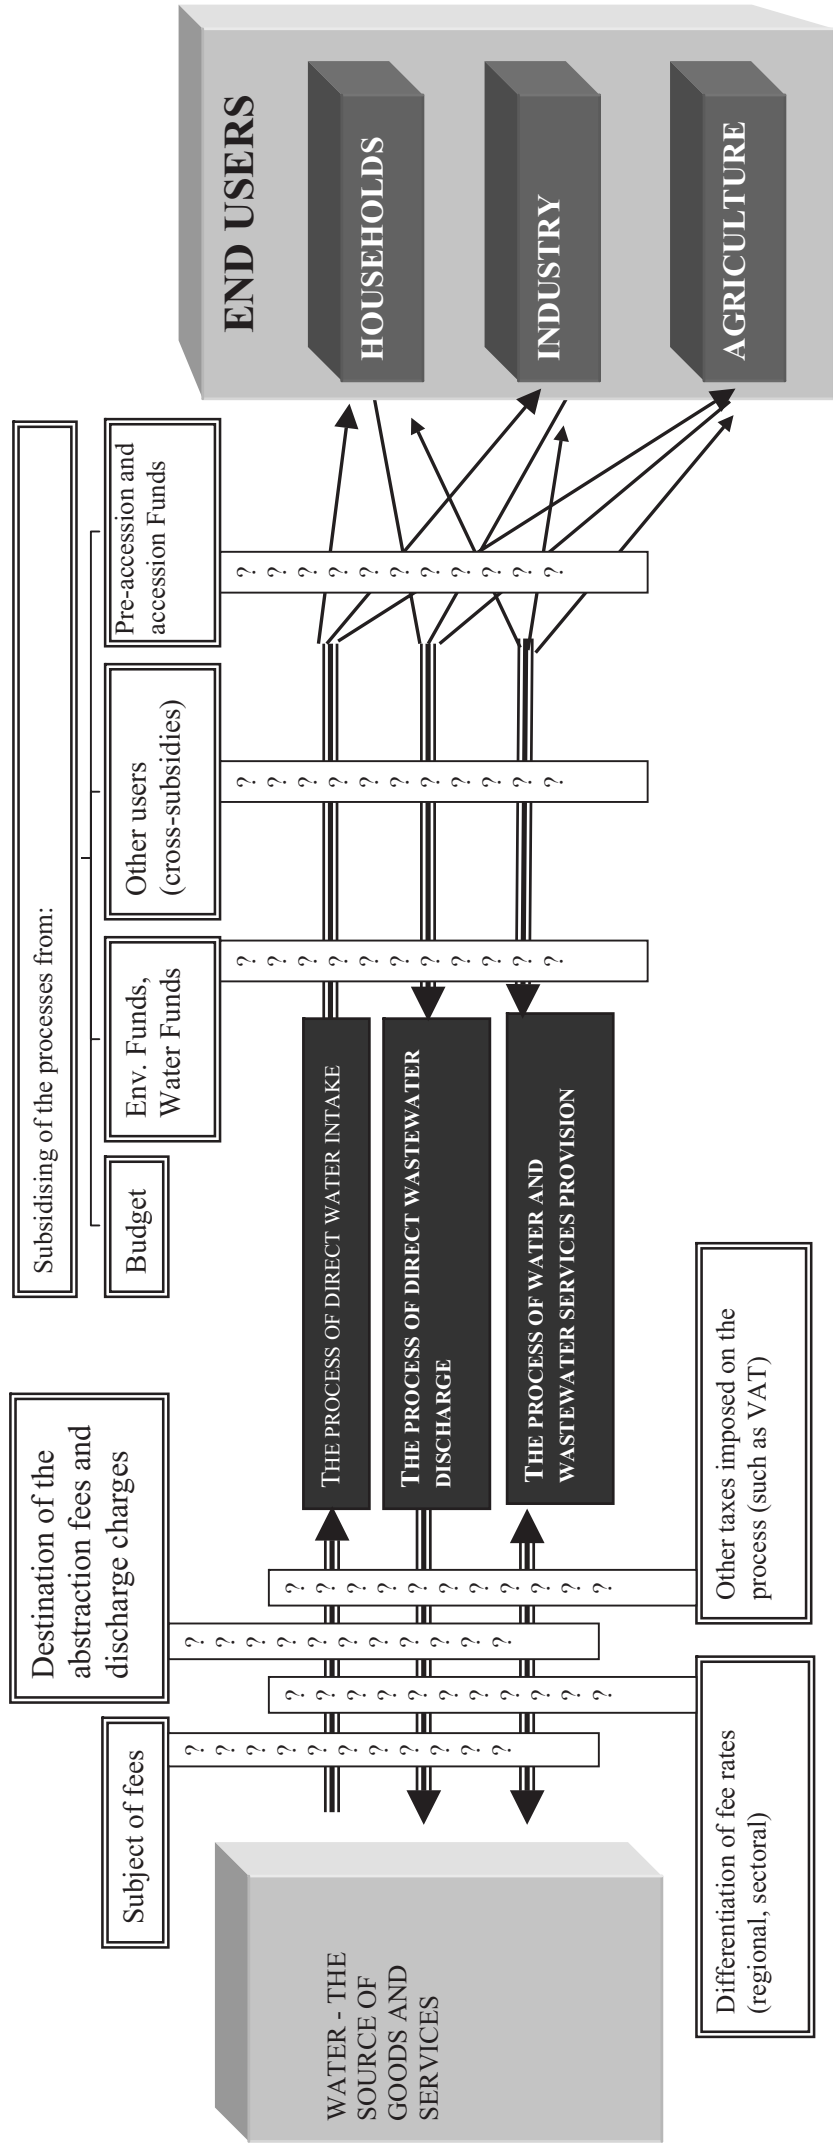 Subsidising of the processes from:
Destination of the
abstraction fees and
discharge charges
Subject of fees
Budget
Env. Funds,
Water Funds
Other users
(cross-subsidies)
Pre-accession and
accession Funds
? ? ? ? ? ? ? ? ? ? ?
? ? ? ? ? ? ? ? ? ? ?
? ? ? ? ? ? ? ? ? ? ?
? ? ? ? ? ? ? ? ? ? ?
? ? ? ? ? ? ? ? ? ? ?
? ? ? ? ? ? ? ? ? ? ?
? ? ? ? ? ? ? ? ? ? ?
WATER - THE
SOURCE OF
GOODS AND
SERVICES
THE PROCESS OF DIRECT WATER INTAKE
THE PROCESS OF DIRECT WASTEWATER
DISCHARGE
THE PROCESS OF WATER AND
WASTEWATER SERVICES PROVISION
END USERS
HOUSEHOLDS
INDUSTRY
AGRICULTURE
Differentiation of fee rates
(regional, sectoral)
Other taxes imposed on the
process (such as VAT)